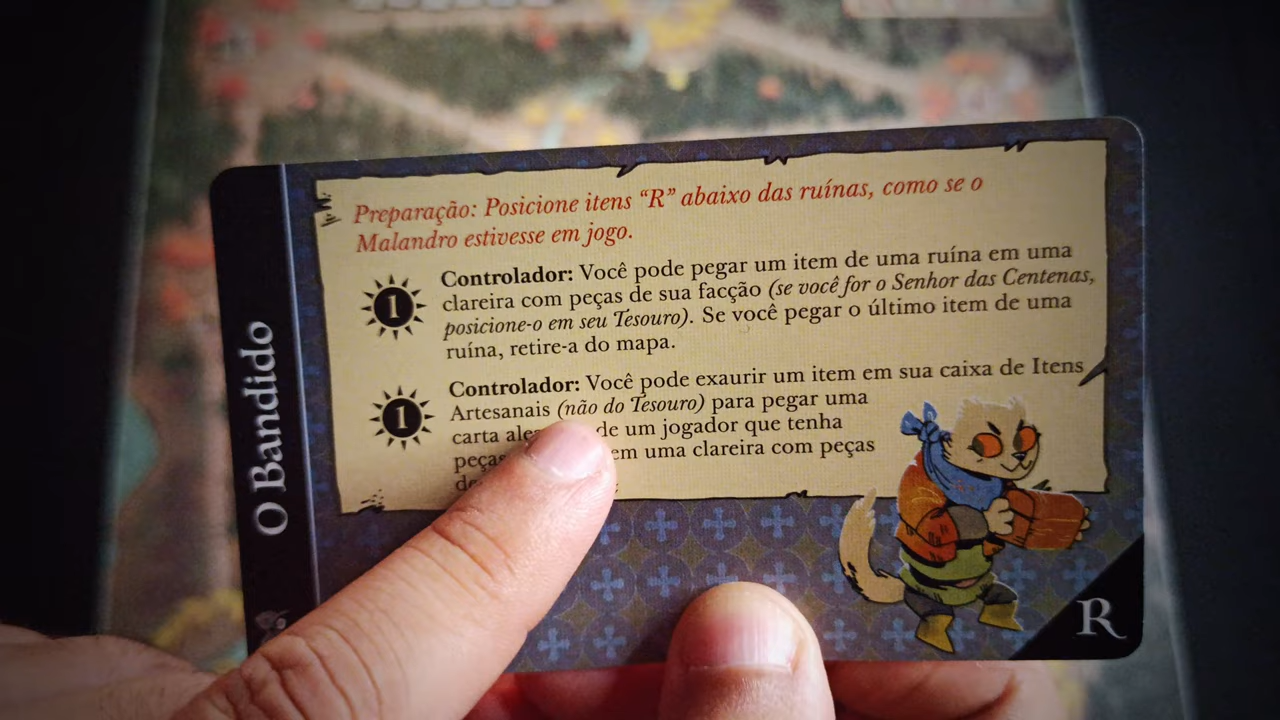 Preparação: Posicione itens “R” abaixo das ruínas, como se o
Malandro estivesse em jogo.
1
Controlador: Você pode pegar um item de uma ruína em uma
clareira com peças de sua facção (se você for o Senhor das Centenas,
posicione-o em seu Tesouro). Se você pegar o último item de uma
ruína, retire-a do mapa.
1
Controlador: Você pode exaurir um item em sua caixa de Itens
Artesanais (não do Tesouro) para pegar uma
carta de um jogador que tenha
em uma clareira com peças
O Bandido
R